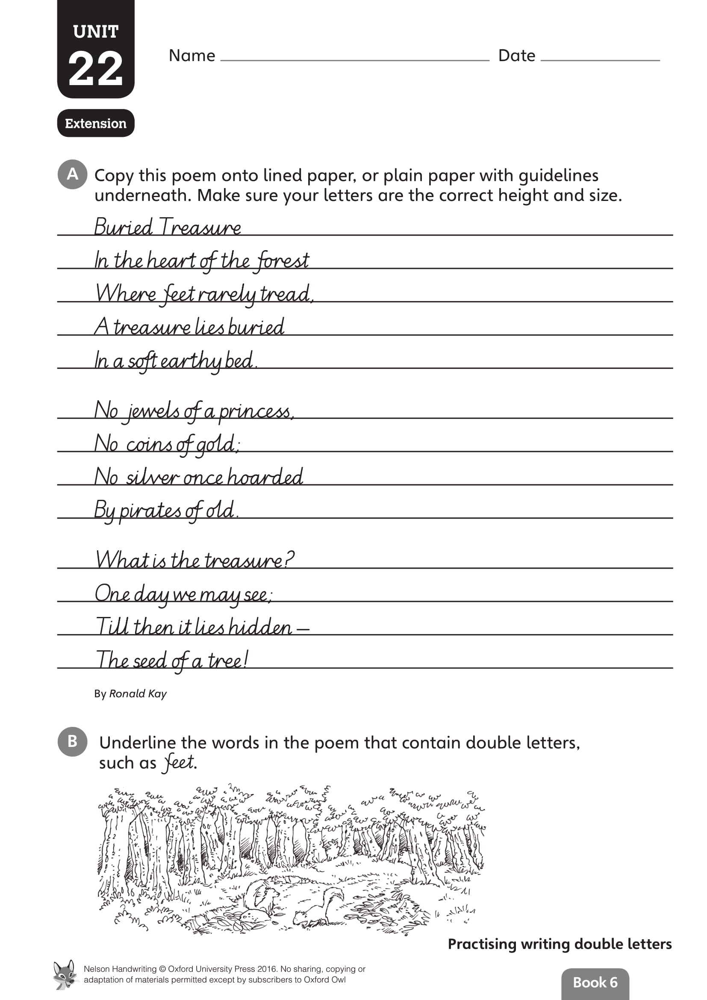 UNIT
22
Name
Date
Extension
A
Copy this poem onto lined paper, or plain paper with guidelines
underneath. Make sure your letters are the correct height and size.
Buried Treasure
In the heart of the forest
Where feet rarely tread,
A treasure lies buried
In a soft earthy bed.
No jewels of a princess,
No coins of gold;
No silver once hoarded
By pirates of old.
What is the treasure?
One day we may see;
Till then it lies hidden –
The seed of a tree!
By Ronald Kay
B
Underline the words in the poem that contain double letters,
such as feet.
Practising writing double letters
Nelson Handwriting © Oxford University Press 2016. No sharing, copying or
adaptation of materials permitted except by subscribers to Oxford Owl
Book 6